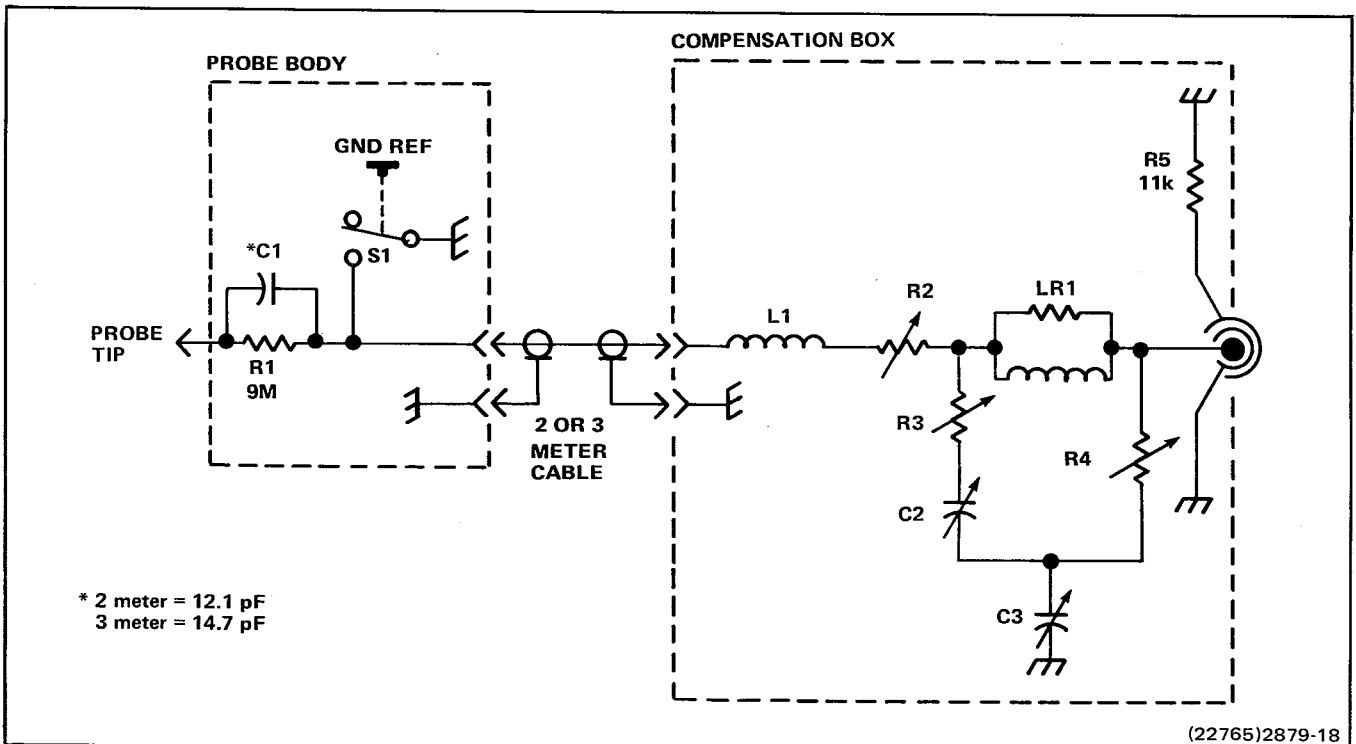 COMPENSATION BOX
PROBE BODY
GND REF
*C1
S1
PROBE
TIP
R1
9M
2 OR 3
METER
CABLE
L1
R2
LR1
R5
11k
R3
R4
C2
C3
* 2 meter = 12.1 pF
3 meter = 14.7 pF
(22765)2879-18